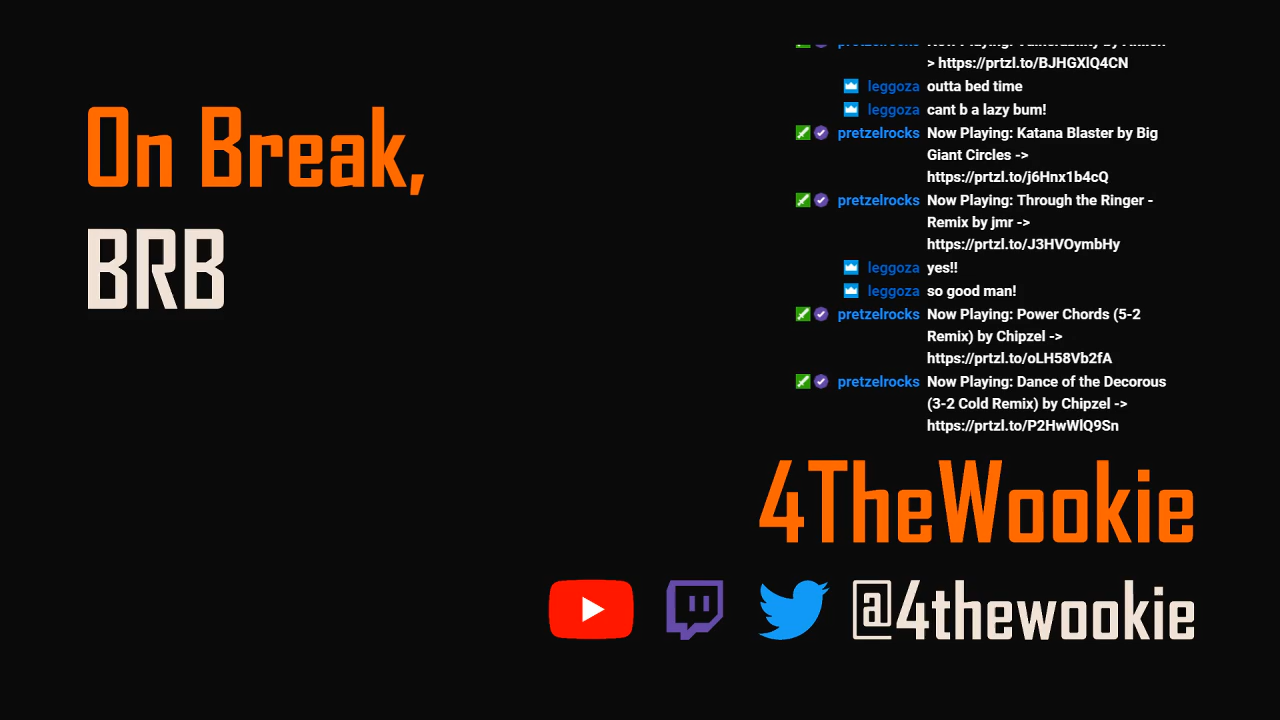 On Break,
BRB
> https://prtzl.to/BJHGXlQ4CN
leggoza outta bed time
leggoza cant b a lazy bum!
pretzelrocks Now Playing: Katana Blaster by Big
Giant Circles ->
https://prtzl.to/j6Hnx1b4cQ
pretzelrocks Now Playing: Through the Ringer -
Remix by jmr ->
https://prtzl.to/J3HVOymbHy
leggoza yes!!
leggoza so good man!
pretzelrocks Now Playing: Power Chords (5-2
Remix) by Chipzel ->
https://prtzl.to/oLH58Vb2fA
pretzelrocks Now Playing: Dance of the Decorous
(3-2 Cold Remix) by Chipzel ->
https://prtzl.to/P2HwWlQ9Sn
4TheWookie
@4thewookie